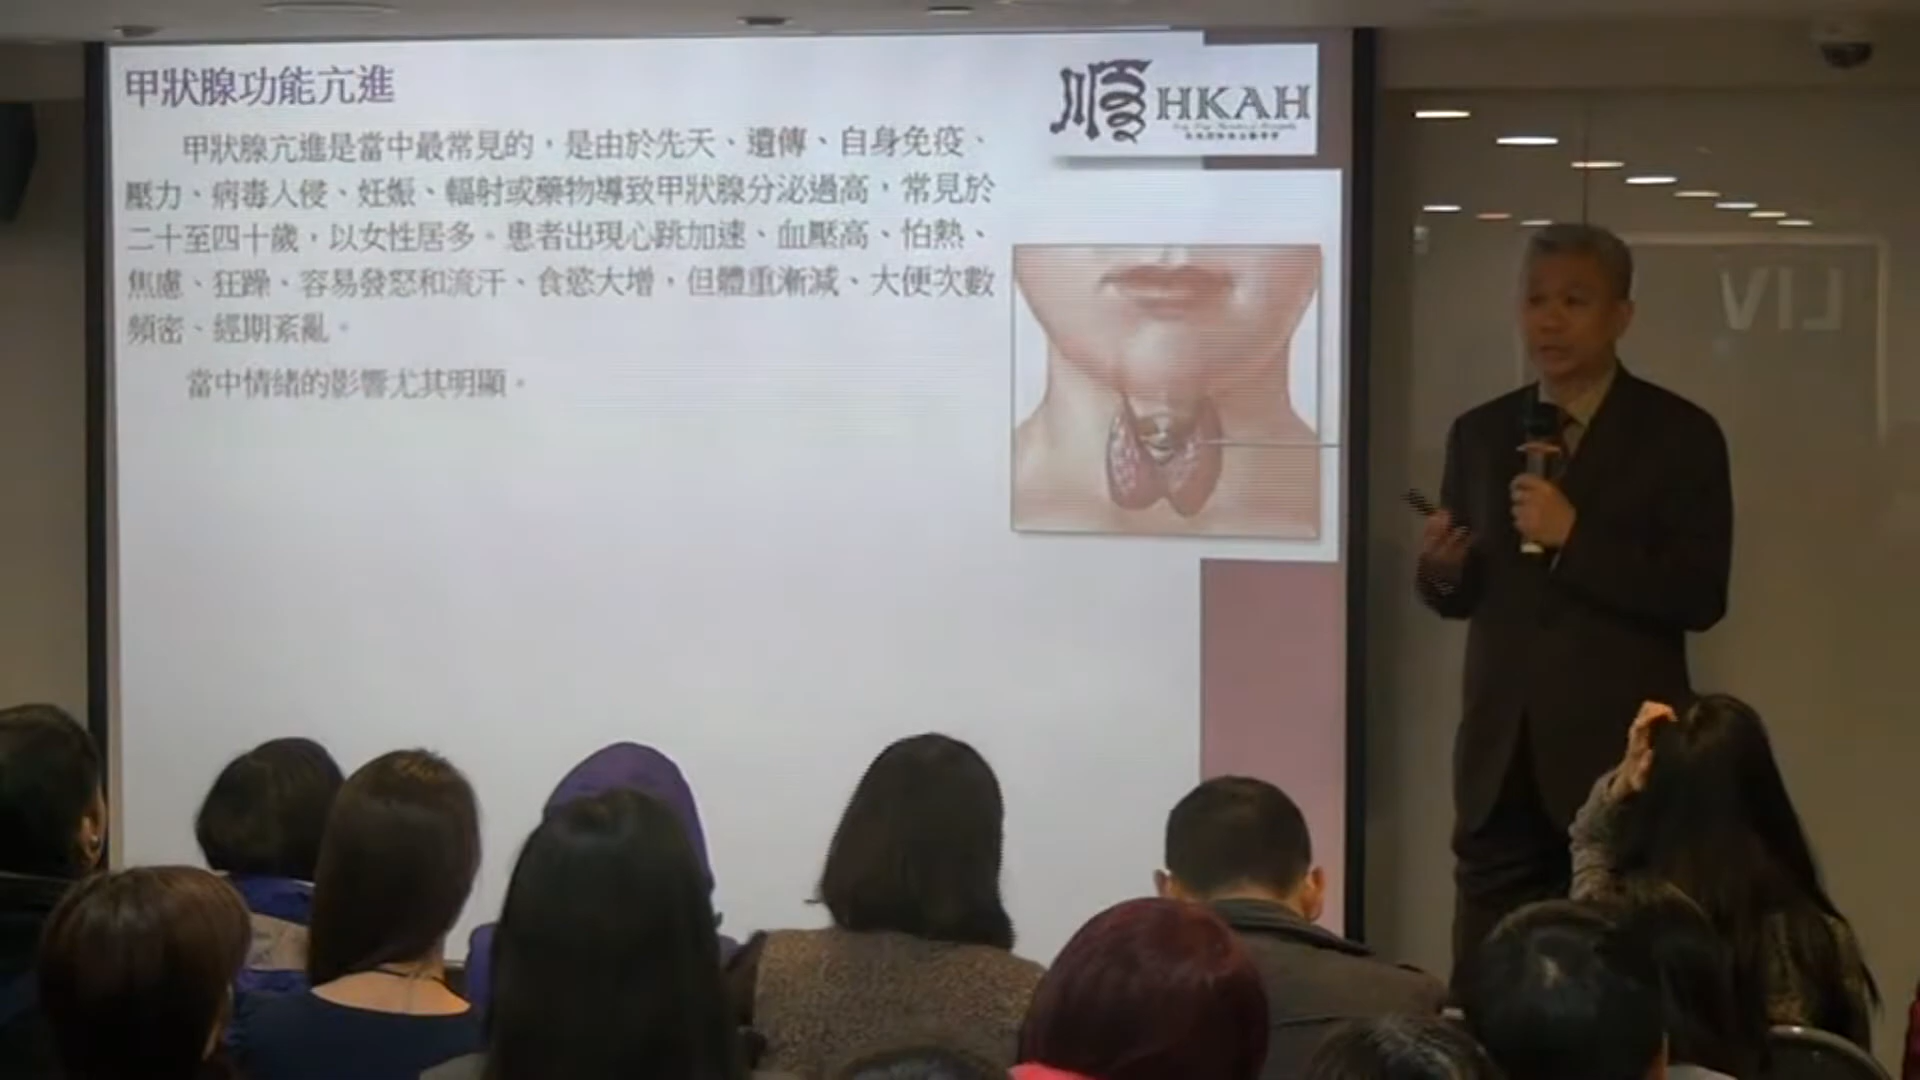 甲狀腺功能亢進
甲狀腺亢進是當中最常見的，是由於先天、遺傳、自身免疫、
壓力、病毒人侵、妊娠、輻射或藥物導致甲狀腺分泌過高，常見於
二十至四十歲，以女性居多。患者出現心跳加速、血壓高、怕熱、
焦慮、狂躁、容易發怒和流汗、食慾大增，但體重漸減、大便次數
頻密、經期紊亂。
當中情緒的影響尤其明顯。
順 HKAH
LIV